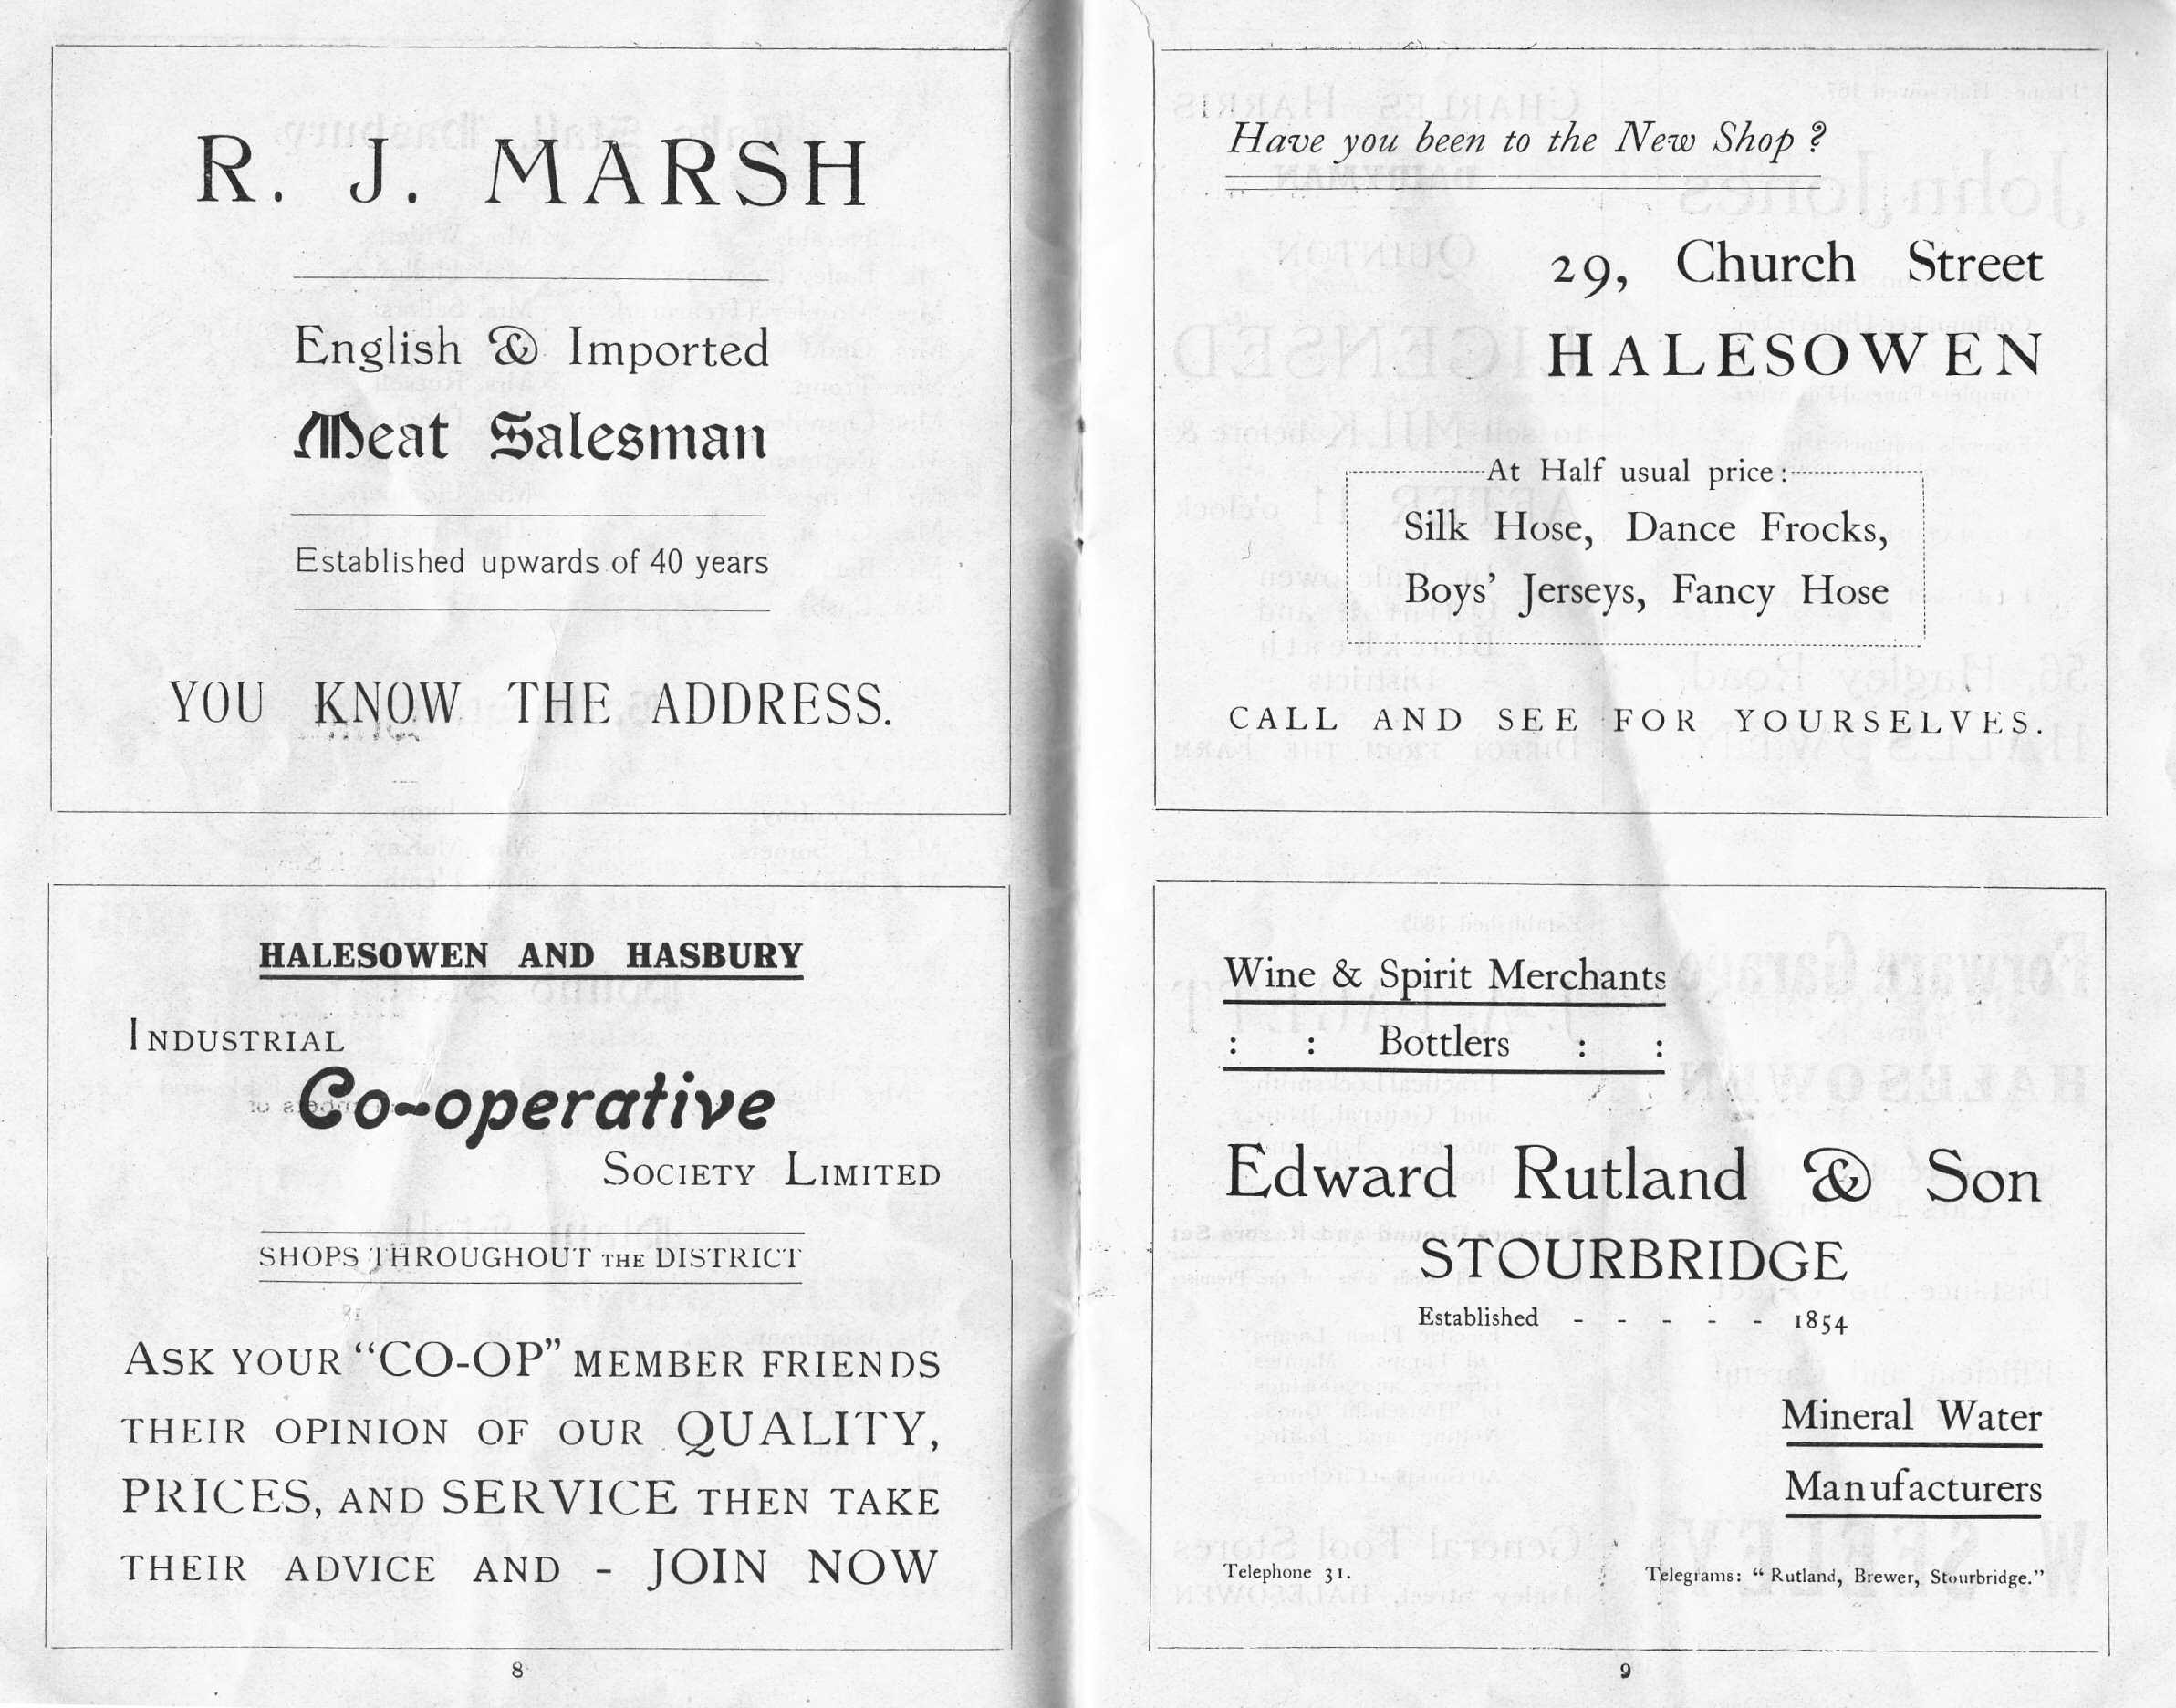 R. J. MARSH
English & Imported
Meat Salesman
Established upwards of 40 years
YOU KNOW THE ADDRESS.
HALESOWEN AND HASBURY
INDUSTRIAL
Co-operative
SOCIETY LIMITED
SHOPS THROUGHOUT THE DISTRICT
ASK YOUR "CO-OP" MEMBER FRIENDS
THEIR OPINION OF OUR QUALITY,
PRICES, AND SERVICE THEN TAKE
THEIR ADVICE AND - JOIN NOW
8
Have you been to the New Shop ?
29, Church Street
HALESOWEN
At Half usual price :
Silk Hose, Dance Frocks,
Boys' Jerseys, Fancy Hose
CALL AND SEE FOR YOURSELVES.
Wine & Spirit Merchants
: : Bottlers : :
Edward Rutland & Son
STOURBRIDGE
Established - - - - - 1854
Mineral Water
Manufacturers
Telephone 31.
Telegrams: "Rutland, Brewer, Stourbridge."
9